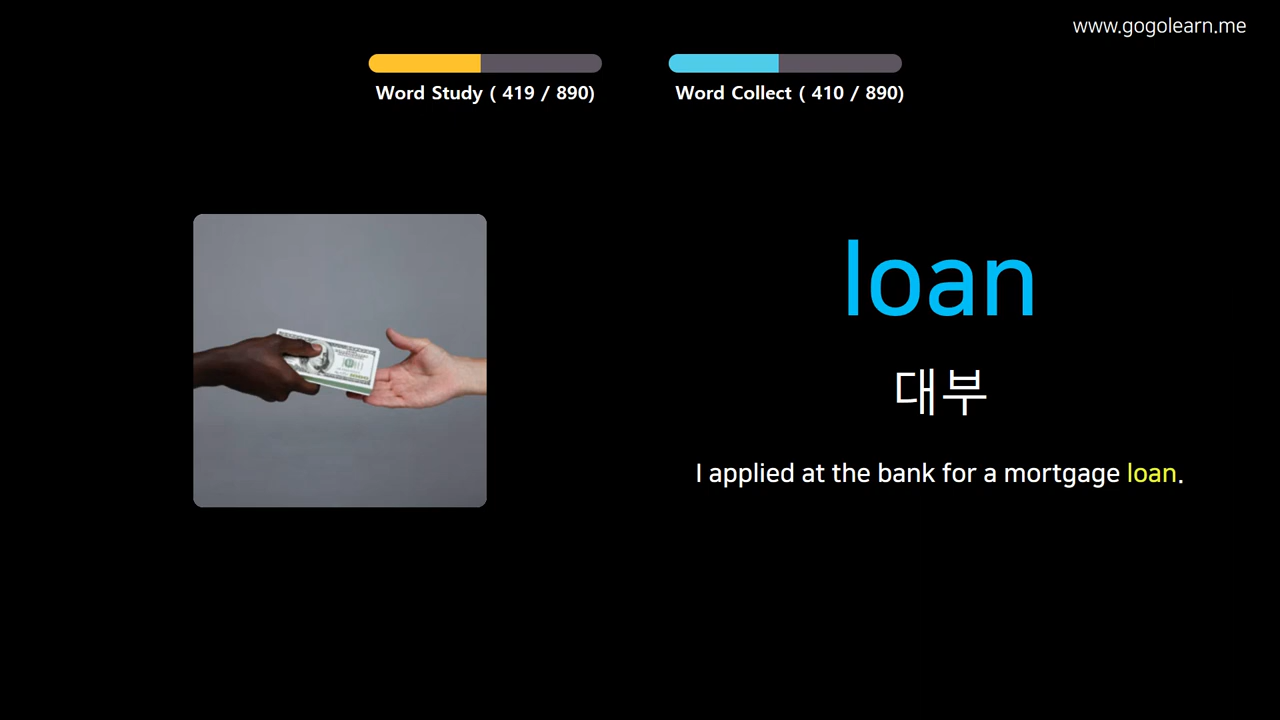 www.gogolearn.me
Word Study ( 419 / 890)
Word Collect ( 410 / 890)
loan
대부
I applied at the bank for a mortgage loan.